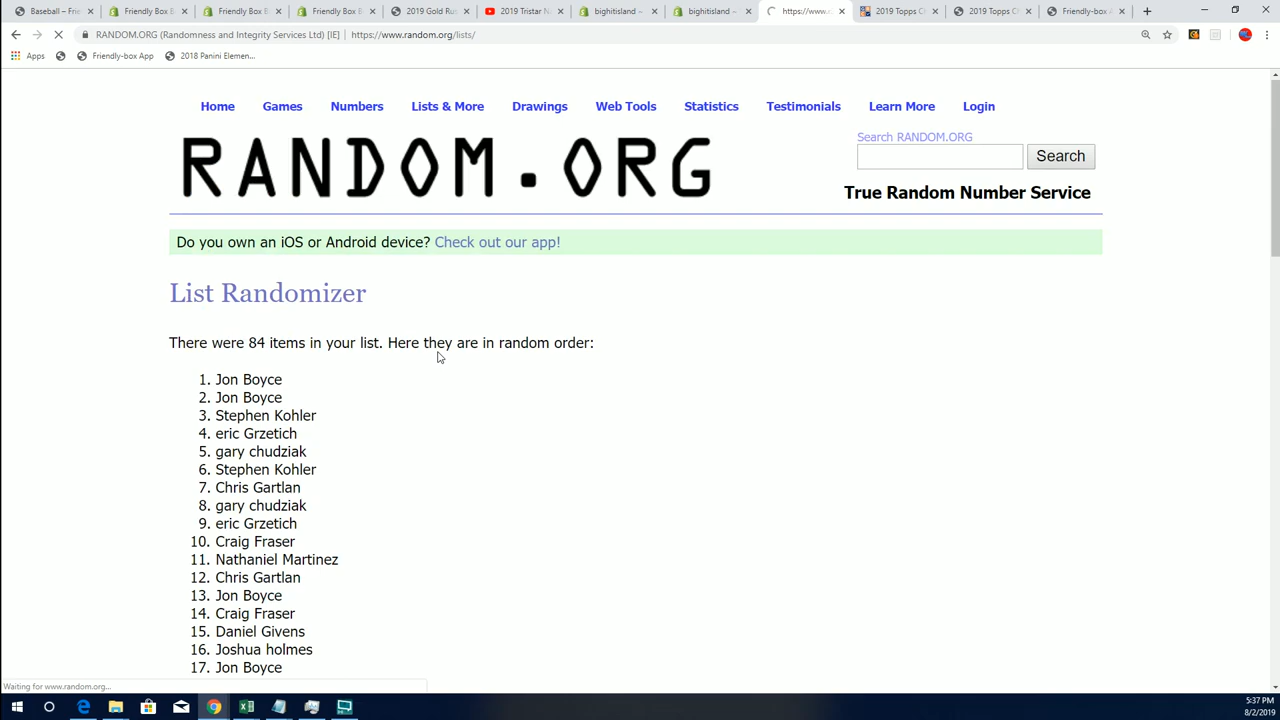 Baseball – Frie
Friendly Box B
Friendly Box B
Friendly Box B
2019 Gold Rus
2019 Tristar N
bighitisland –
bighitisland –
https://www.
2019 Topps C
2019 Topps C
Friendly-box A
RANDOM.ORG (Randomness and Integrity Services Ltd) [IE] | https://www.random.org/lists/
Apps Friendly-box App 2018 Panini Elemen...
Home Games Numbers Lists & More Drawings Web Tools Statistics Testimonials Learn More Login
RANDOM.ORG
Search RANDOM.ORG
Search
True Random Number Service
Do you own an iOS or Android device? Check out our app!
List Randomizer
There were 84 items in your list. Here they are in random order:
1. Jon Boyce
2. Jon Boyce
3. Stephen Kohler
4. eric Grzetich
5. gary chudziak
6. Stephen Kohler
7. Chris Gartlan
8. gary chudziak
9. eric Grzetich
10. Craig Fraser
11. Nathaniel Martinez
12. Chris Gartlan
13. Jon Boyce
14. Craig Fraser
15. Daniel Givens
16. Joshua holmes
17. Jon Boyce
Waiting for www.random.org...
5:37 PM
8/2/2019